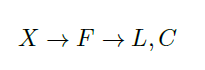 X → F → L, C